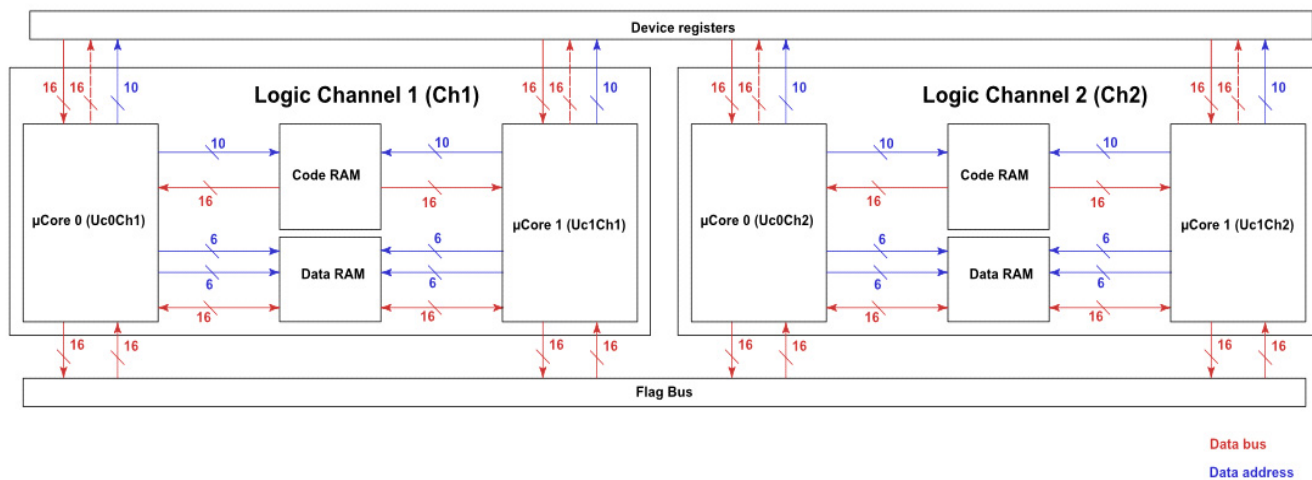 Device registers
16 16 10 16 16 10 16 16 10 16 16 10
Logic Channel 1 (Ch1) Logic Channel 2 (Ch2)
10 10 10 10
Code RAM Code RAM
16 16 16 16
µCore 0 (Uc0Ch1) µCore 1 (Uc1Ch1) µCore 0 (Uc0Ch2) µCore 1 (Uc1Ch2)
6 6 6 6
Data RAM Data RAM
6 6 6 6
16 16 16 16
16 16 16 16 16 16 16 16
Flag Bus
Data bus
Data address